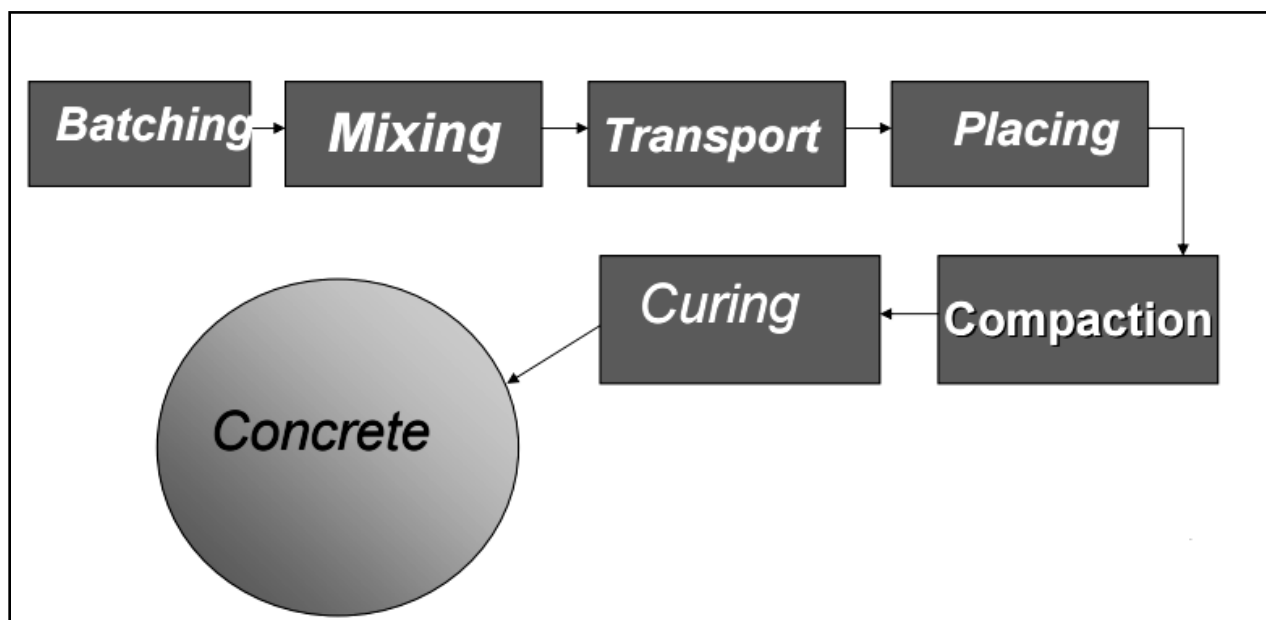 Batching
Mixing
Transport
Placing
Compaction
Curing
Concrete